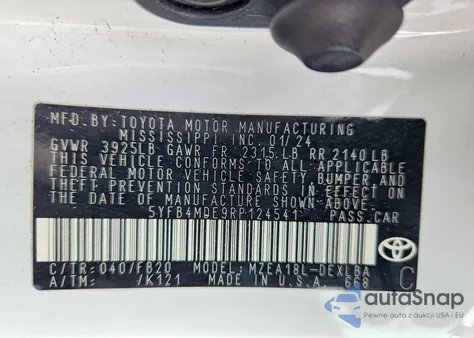 MFD. BY: TOYOTA MOTOR MANUFACTURING
MISSISSIPPI INC. 01/24
GVWR 3925LB GAWR FR 2315LB RR 2140LB
THIS VEHICLE CONFORMS TO ALL APPLICABLE
FEDERAL MOTOR VEHICLE SAFETY, BUMPER AND
THEFT PREVENTION STANDARDS IN EFFECT ON
THE DATE OF MANUFACTURE SHOWN ABOVE.
5YFB4MDE9RP124541 PASS.CAR
C/TR: 040/FB20 MODEL: MZEA18L-DEXLBA
A/TM: /K121 MADE IN U.S.A. 668
C
TOYOTA
autoSnap
Pewne auto z aukcji USA i EU